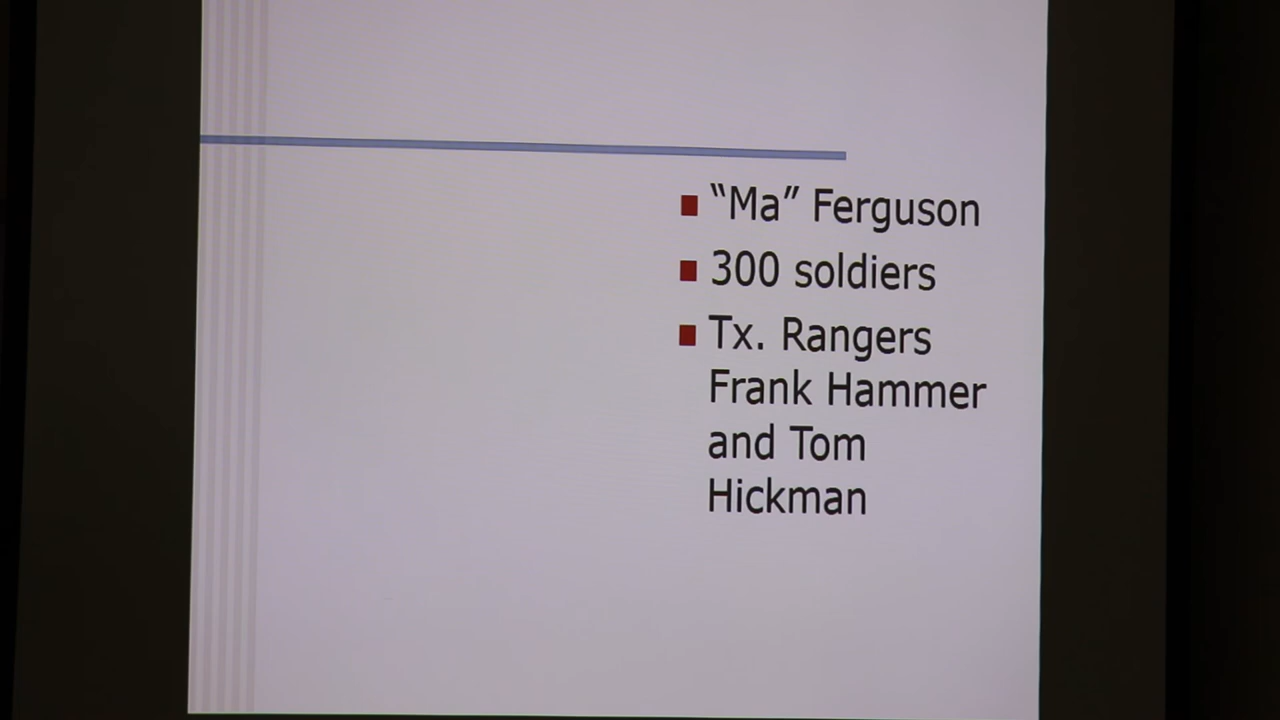 “Ma” Ferguson
300 soldiers
Tx. Rangers
Frank Hammer
and Tom
Hickman